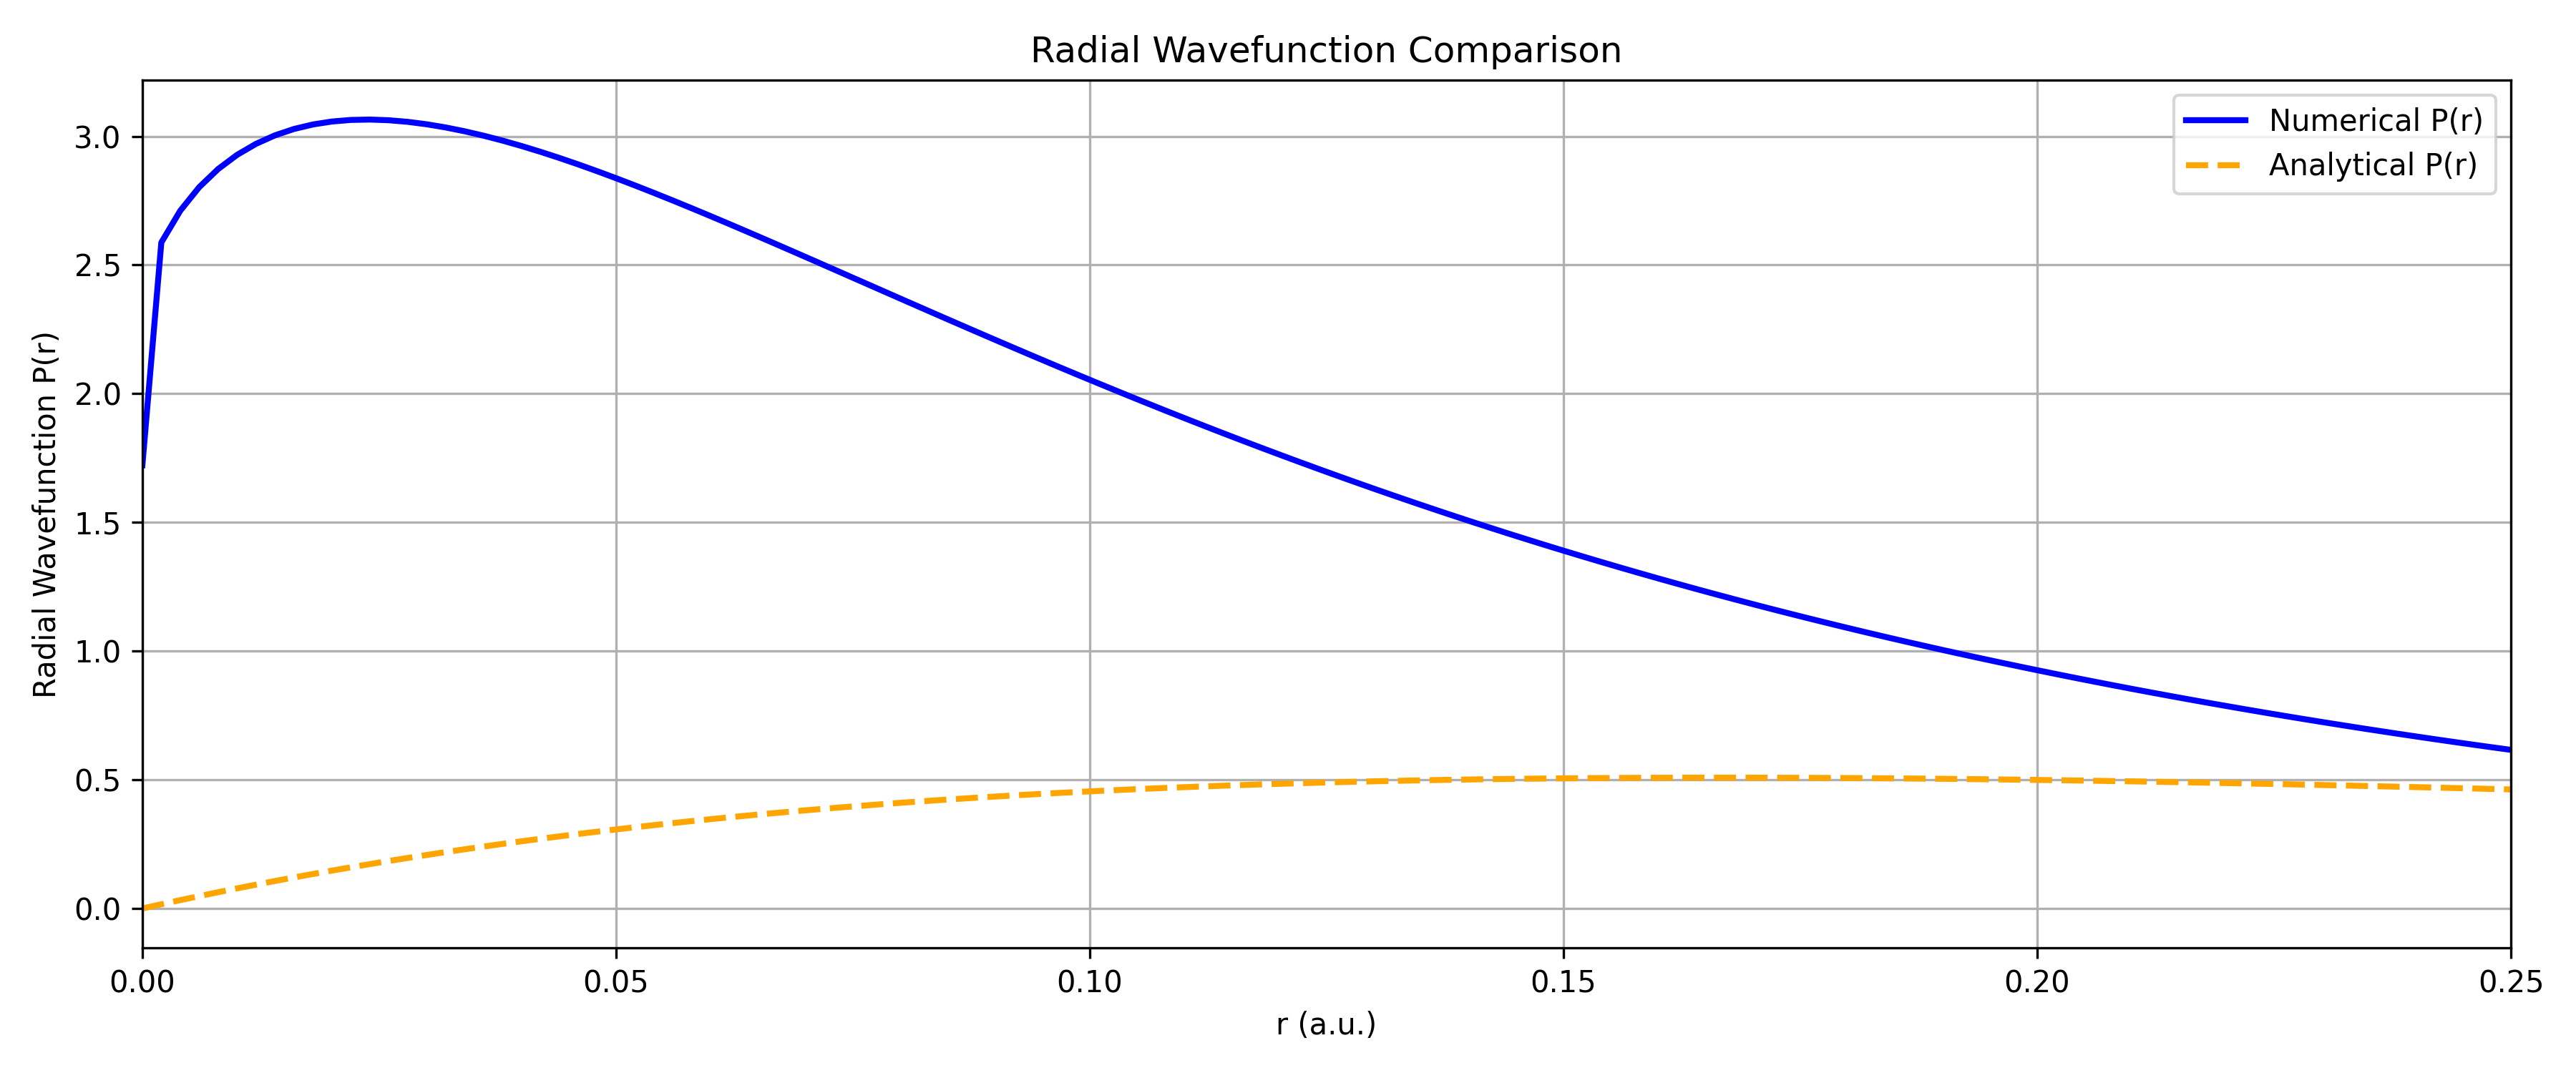 Radial Wavefunction Comparison
Numerical P(r)
Analytical P(r)
Radial Wavefunction P(r)
3.0
2.5
2.0
1.5
1.0
0.5
0.0
0.00 0.05 0.10 0.15 0.20 0.25
r (a.u.)